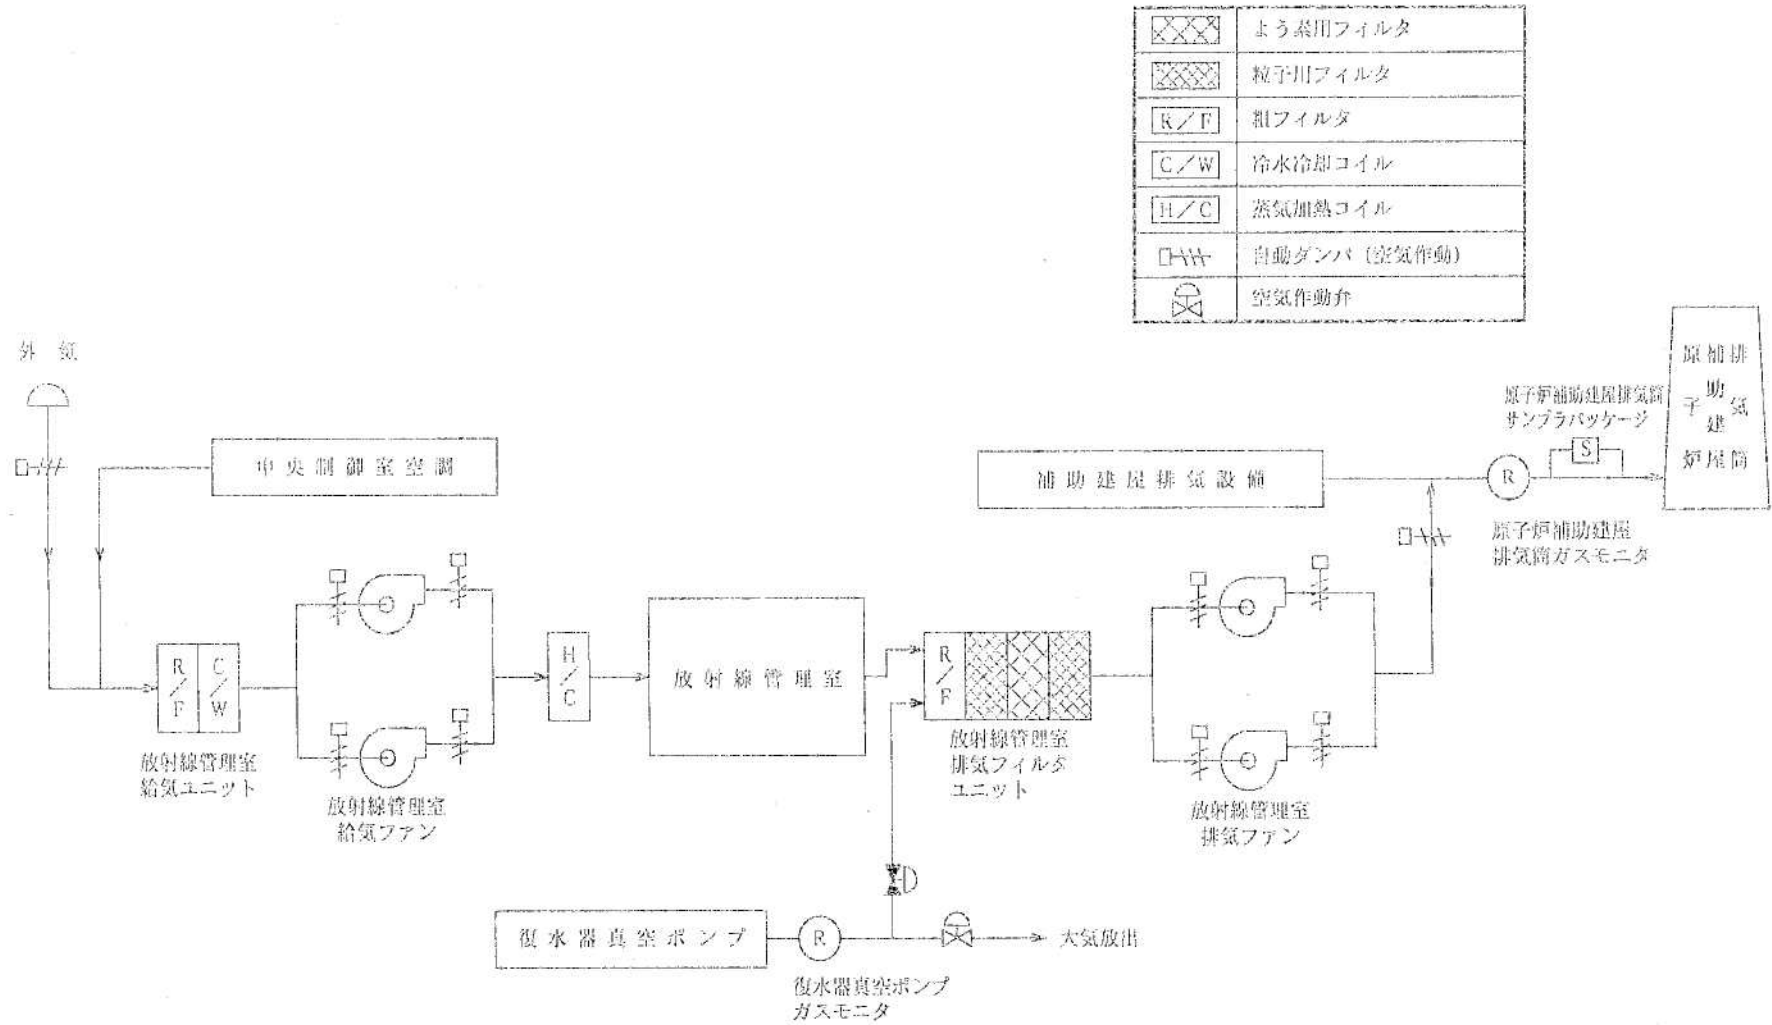 よう素用フィルタ
粒子用フィルタ
R/F 粗フィルタ
C/W 冷水冷却コイル
H/C 蒸気加熱コイル
自動ダンパ (空気作動)
空気作動弁
外気
中央制御室空調
R/F
C/W
放射線管理室
給気ユニット
放射線管理室
給気ファン
H/C
放射線管理室
R/F
放射線管理室
排気フィルタ
ユニット
放射線管理室
排気ファン
補助建屋排気設備
R
原子炉補助建屋
排気筒ガスモニタ
原子炉補助建屋排気筒
サンプラパッケージ
S
原子炉
補助建屋
排気筒
復水器真空ポンプ
R
復水器真空ポンプ
ガスモニタ
大気放出